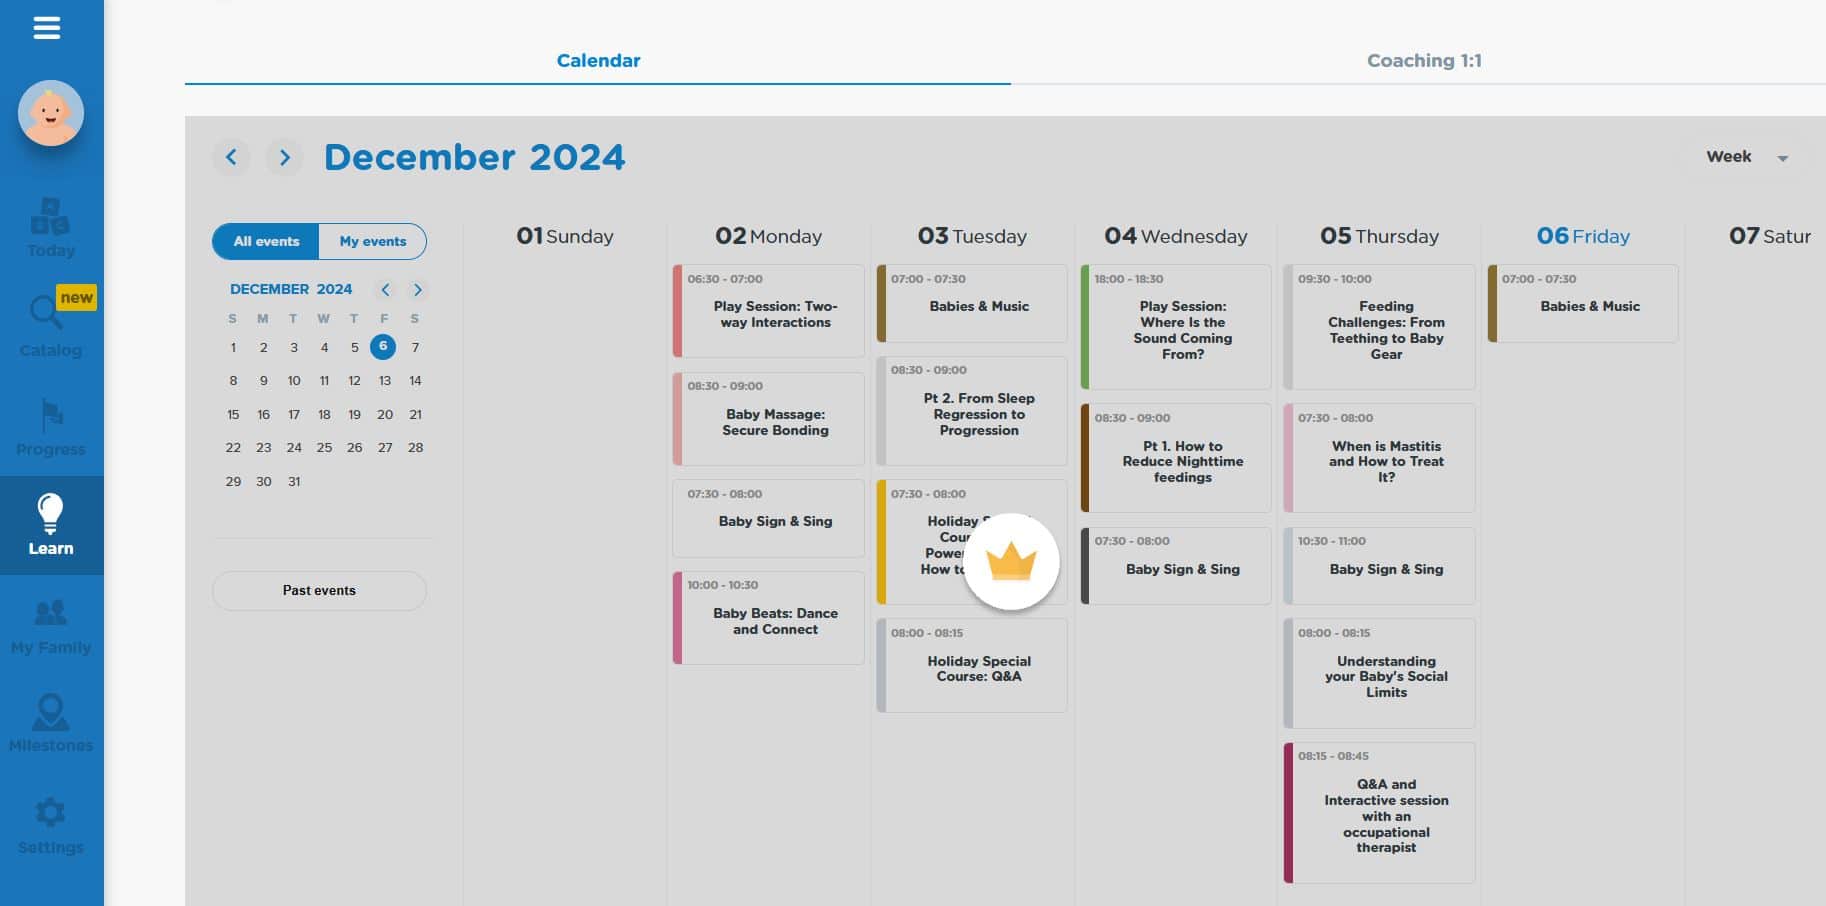 Calendar
Coaching 1:1
December 2024
Week
Today
new
Catalog
Progress
Learn
My Family
Milestones
Settings
All events
My events
DECEMBER 2024
S M T W T F S
1 2 3 4 5 6 7
8 9 10 11 12 13 14
15 16 17 18 19 20 21
22 23 24 25 26 27 28
29 30 31
Past events
01 Sunday
02 Monday
06:30 - 07:00
Play Session: Two-
way Interactions
08:30 - 09:00
Baby Massage:
Secure Bonding
07:30 - 08:00
Baby Sign & Sing
10:00 - 10:30
Baby Beats: Dance
and Connect
03 Tuesday
07:00 - 07:30
Babies & Music
08:30 - 09:00
Pt 2. From Sleep
Regression to
Progression
07:30 - 08:00
Holiday
How
08:00 - 08:15
Holiday Special
Course: Q&A
04 Wednesday
18:00 - 18:30
Play Session:
Where Is the
Sound Coming
From?
08:30 - 09:00
Pt 1. How to
Reduce Nighttime
feedings
07:30 - 08:00
Baby Sign & Sing
05 Thursday
09:30 - 10:00
Feeding
Challenges: From
Teething to Baby
Gear
07:30 - 08:00
When is Mastitis
and How to Treat
It?
10:30 - 11:00
Baby Sign & Sing
08:00 - 08:15
Understanding
your Baby's Social
Limits
08:15 - 08:45
Q&A and
Interactive session
with an
occupational
therapist
06 Friday
07:00 - 07:30
Babies & Music
07 Satur